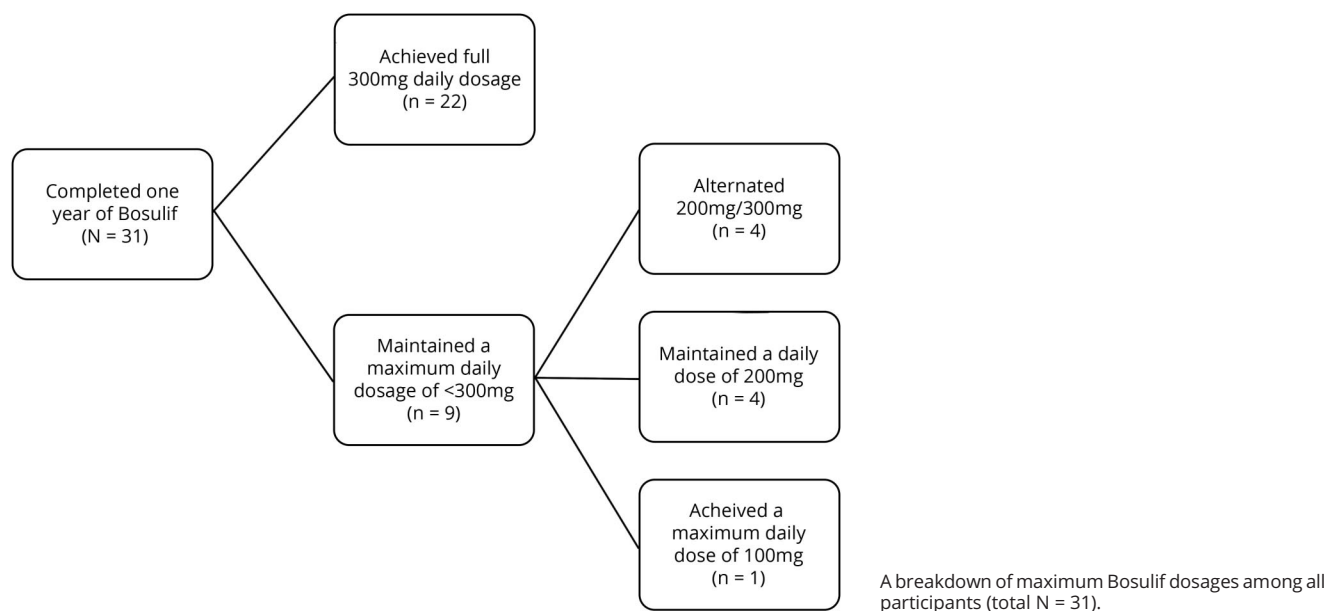 Achieved full
300mg daily dosage
(n = 22)
Completed one
year of Bosulif
(N = 31)
Maintained a
maximum daily
dosage of <300mg
(n = 9)
Alternated
200mg/300mg
(n = 4)
Maintained a daily
dose of 200mg
(n = 4)
Acheived a
maximum daily
dose of 100mg
(n = 1)
A breakdown of maximum Bosulif dosages among all
participants (total N = 31).